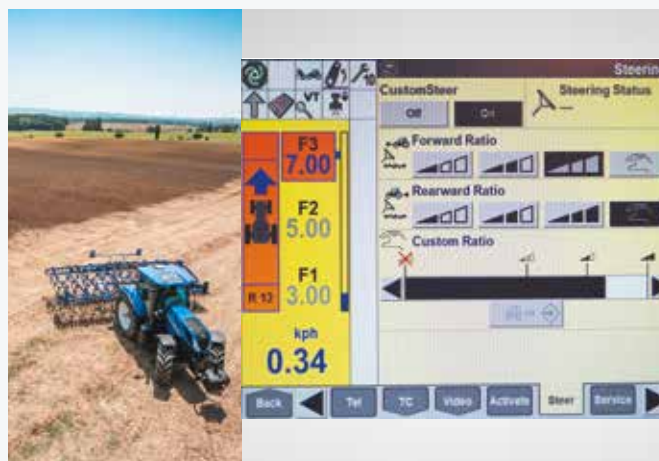 Steerin
VT
10
CustomSteer
Steering Status
Off
On
—
F3
7.00
Forward Ratio
F2
5.00
Rearward Ratio
Custom Ratio
F1
R 12
3.00
kph
0.34
Back
Tel
TC
Video
Activate
Steer
Service